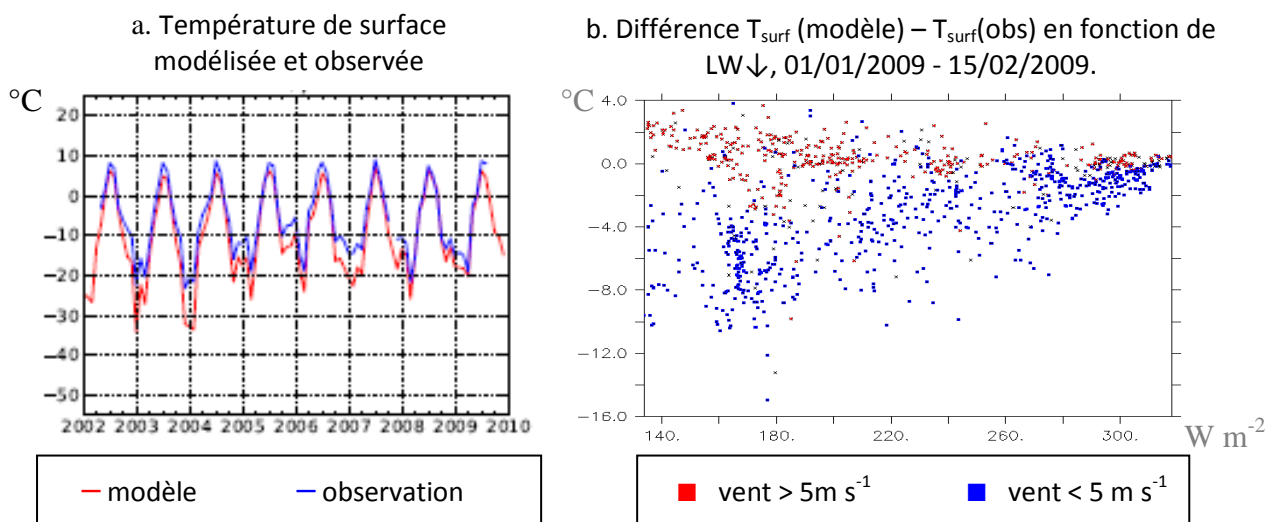 a. Température de surface
modélisée et observée
°C
20
10
0
−10
−20
−30
−40
−50
2002 2003 2004 2005 2006 2007 2008 2009 2010
modèle observation
b. Différence Tsurf (modèle) – Tsurf(obs) en fonction de
LW↓, 01/01/2009 - 15/02/2009.
°C
4.0
0.0
−4.0
−8.0
−12.0
−16.0
140. 180. 220. 260. 300. W m-2
vent > 5m s-1 vent < 5 m s-1